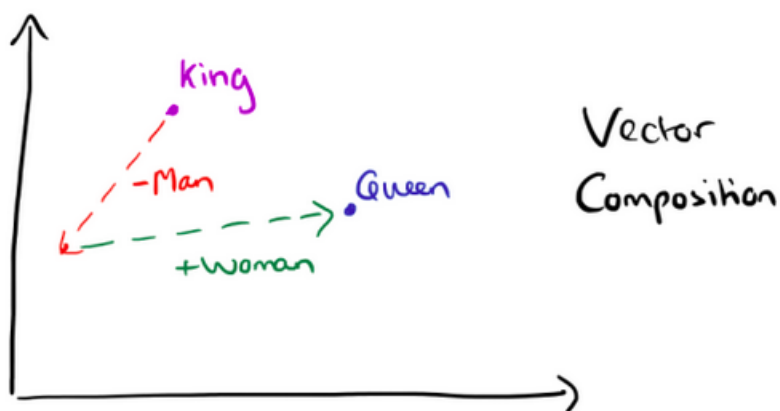 King
-Man
Queen
+Woman
Vector
Composition